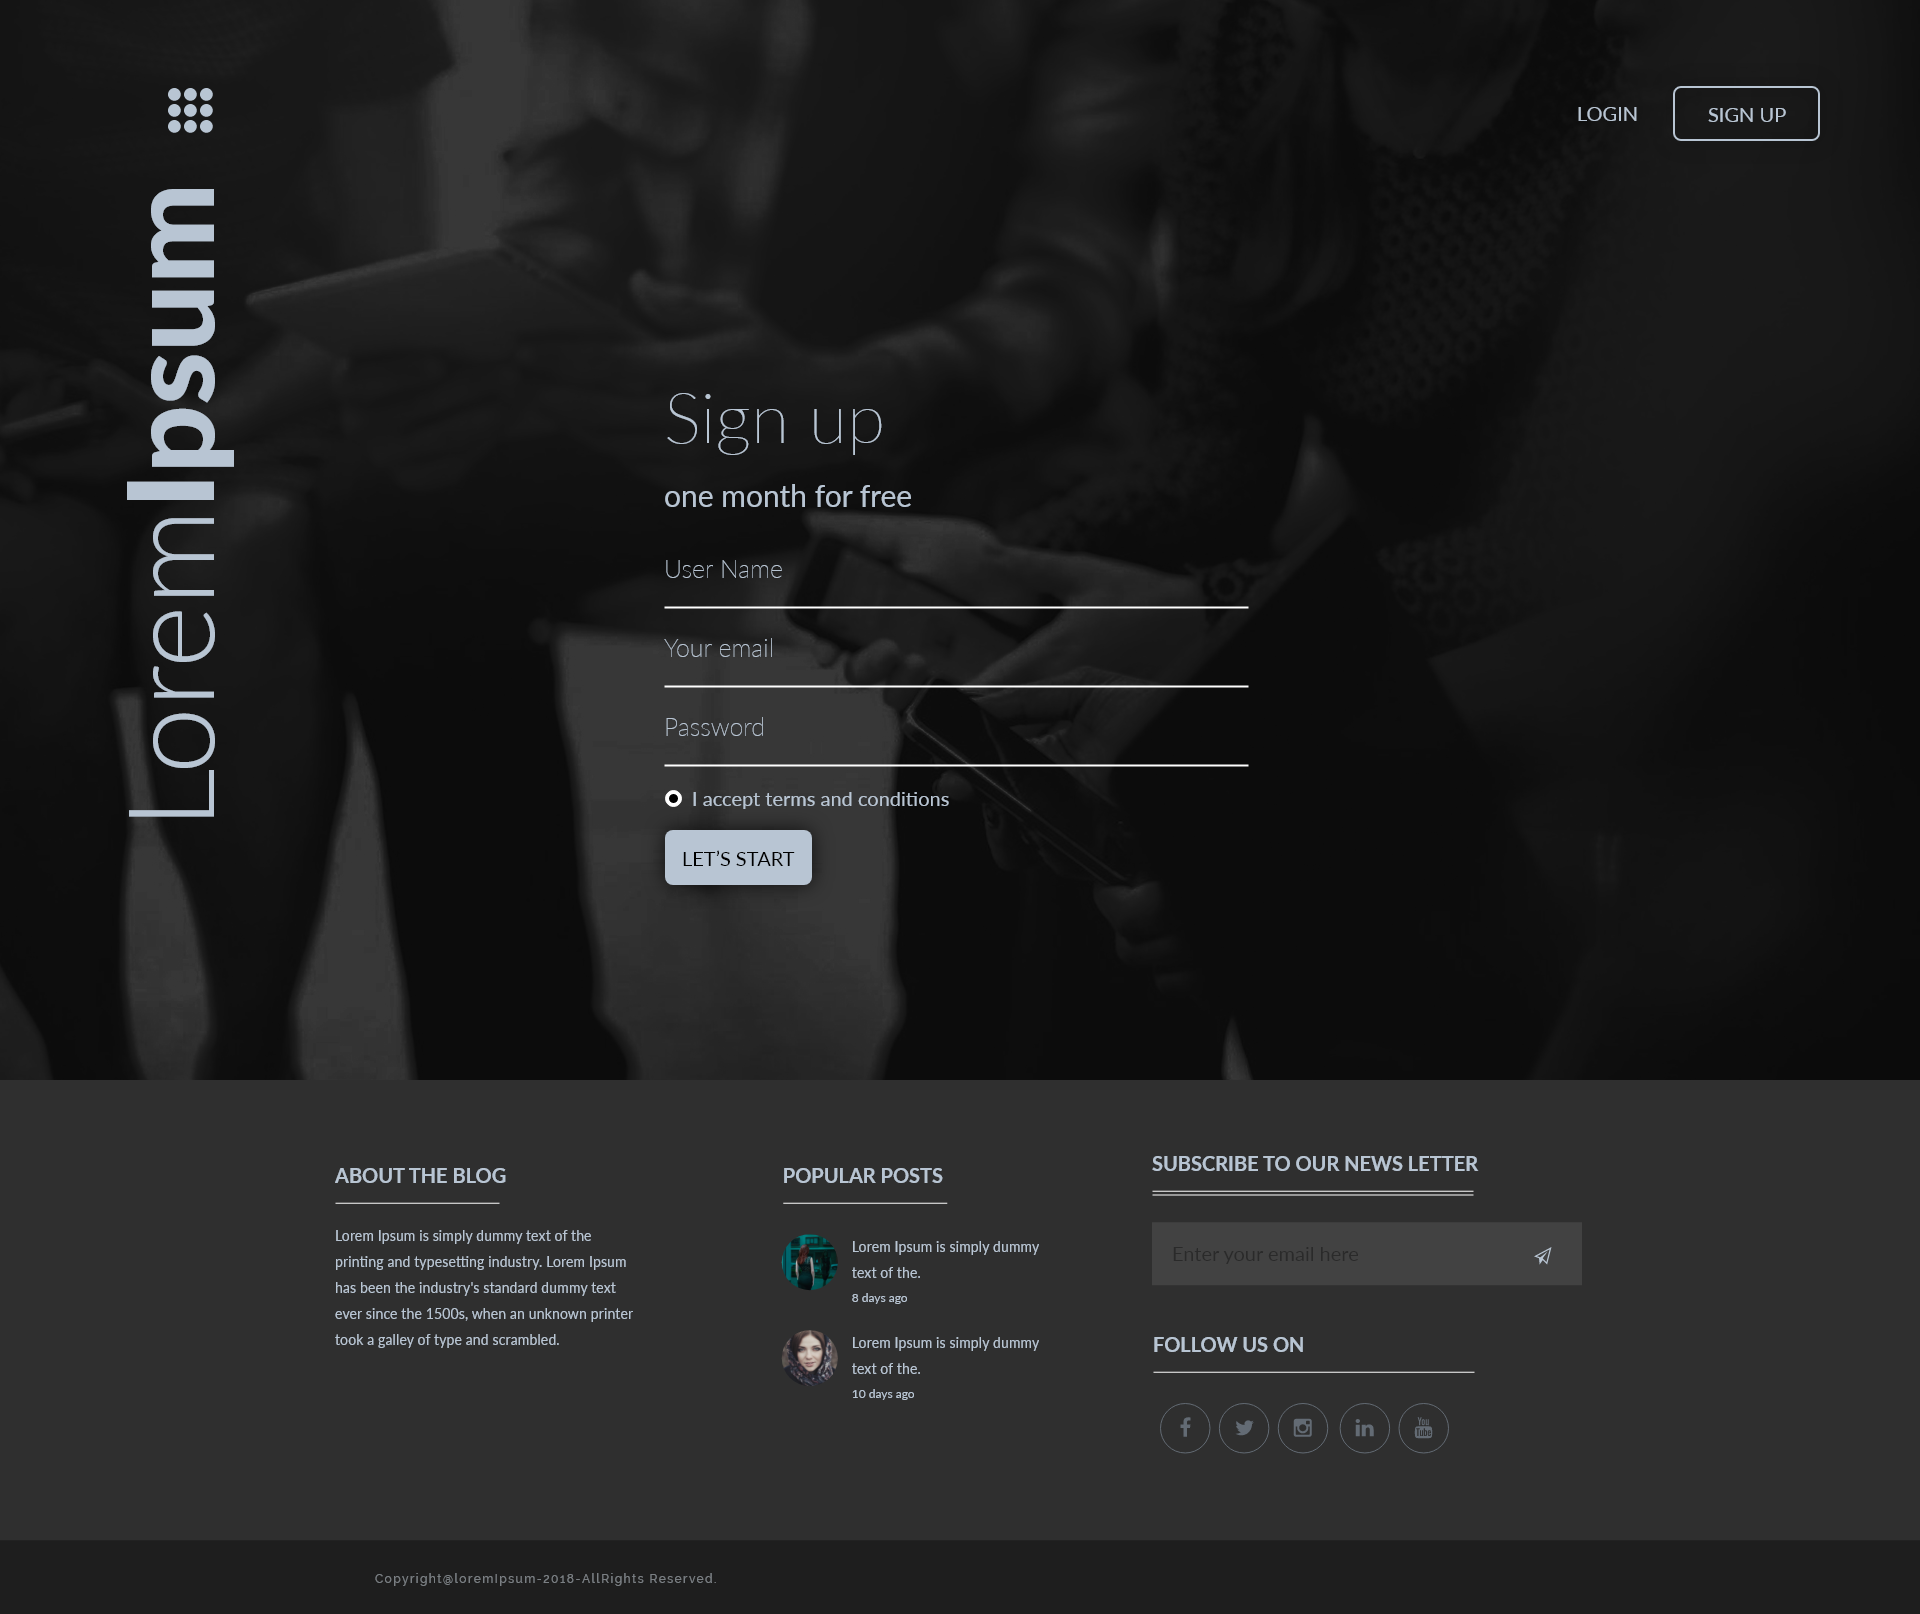 LOGIN
SIGN UP
LoremIpsum
Sign up
one month for free
User Name
Your email
Password
I accept terms and conditions
LET’S START
ABOUT THE BLOG
Lorem Ipsum is simply dummy text of the
printing and typesetting industry. Lorem Ipsum
has been the industry's standard dummy text
ever since the 1500s, when an unknown printer
took a galley of type and scrambled.
POPULAR POSTS
Lorem Ipsum is simply dummy
text of the.
8 days ago
Lorem Ipsum is simply dummy
text of the.
10 days ago
SUBSCRIBE TO OUR NEWS LETTER
Enter your email here
FOLLOW US ON
You
Tube
Copyright@loremIpsum-2018-AllRights Reserved.